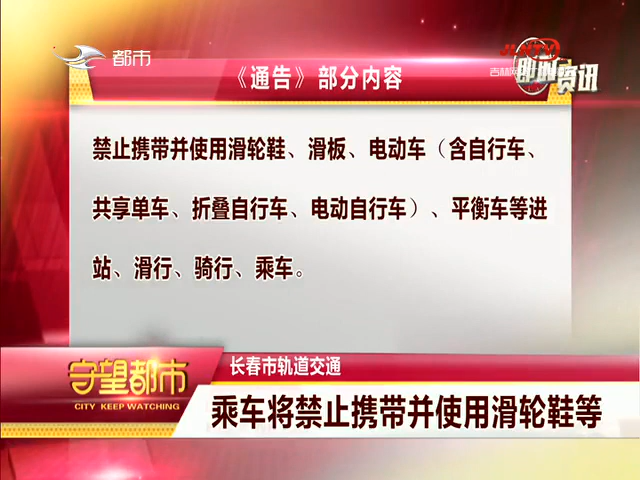 都市
JLNTV
《通告》部分内容
资讯
禁止携带并使用滑轮鞋、滑板、电动车（含自行车、
共享单车、折叠自行车、电动自行车）、平衡车等进
站、滑行、骑行、乘车。
守望都市
CITY KEEP WATCHING
长春市轨道交通
乘车将禁止携带并使用滑轮鞋等